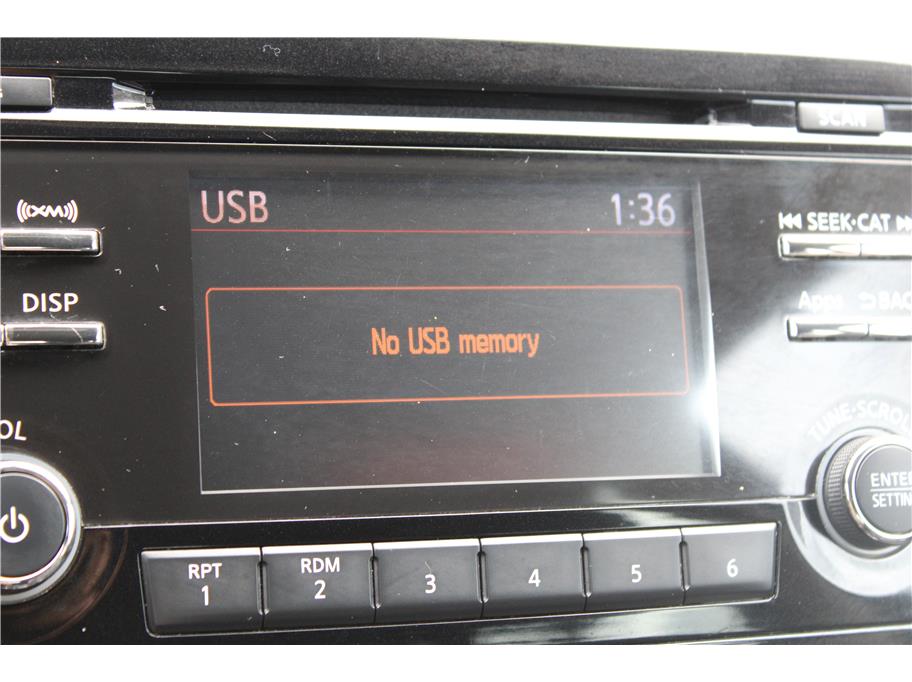 SCAN
((XM))
USB 1:36
SEEK·CAT
DISP
Apps BAC
No USB memory
OL
TUNE·SCROLL
ENTE
SETTIN
RPT RDM
1 2 3 4 5 6